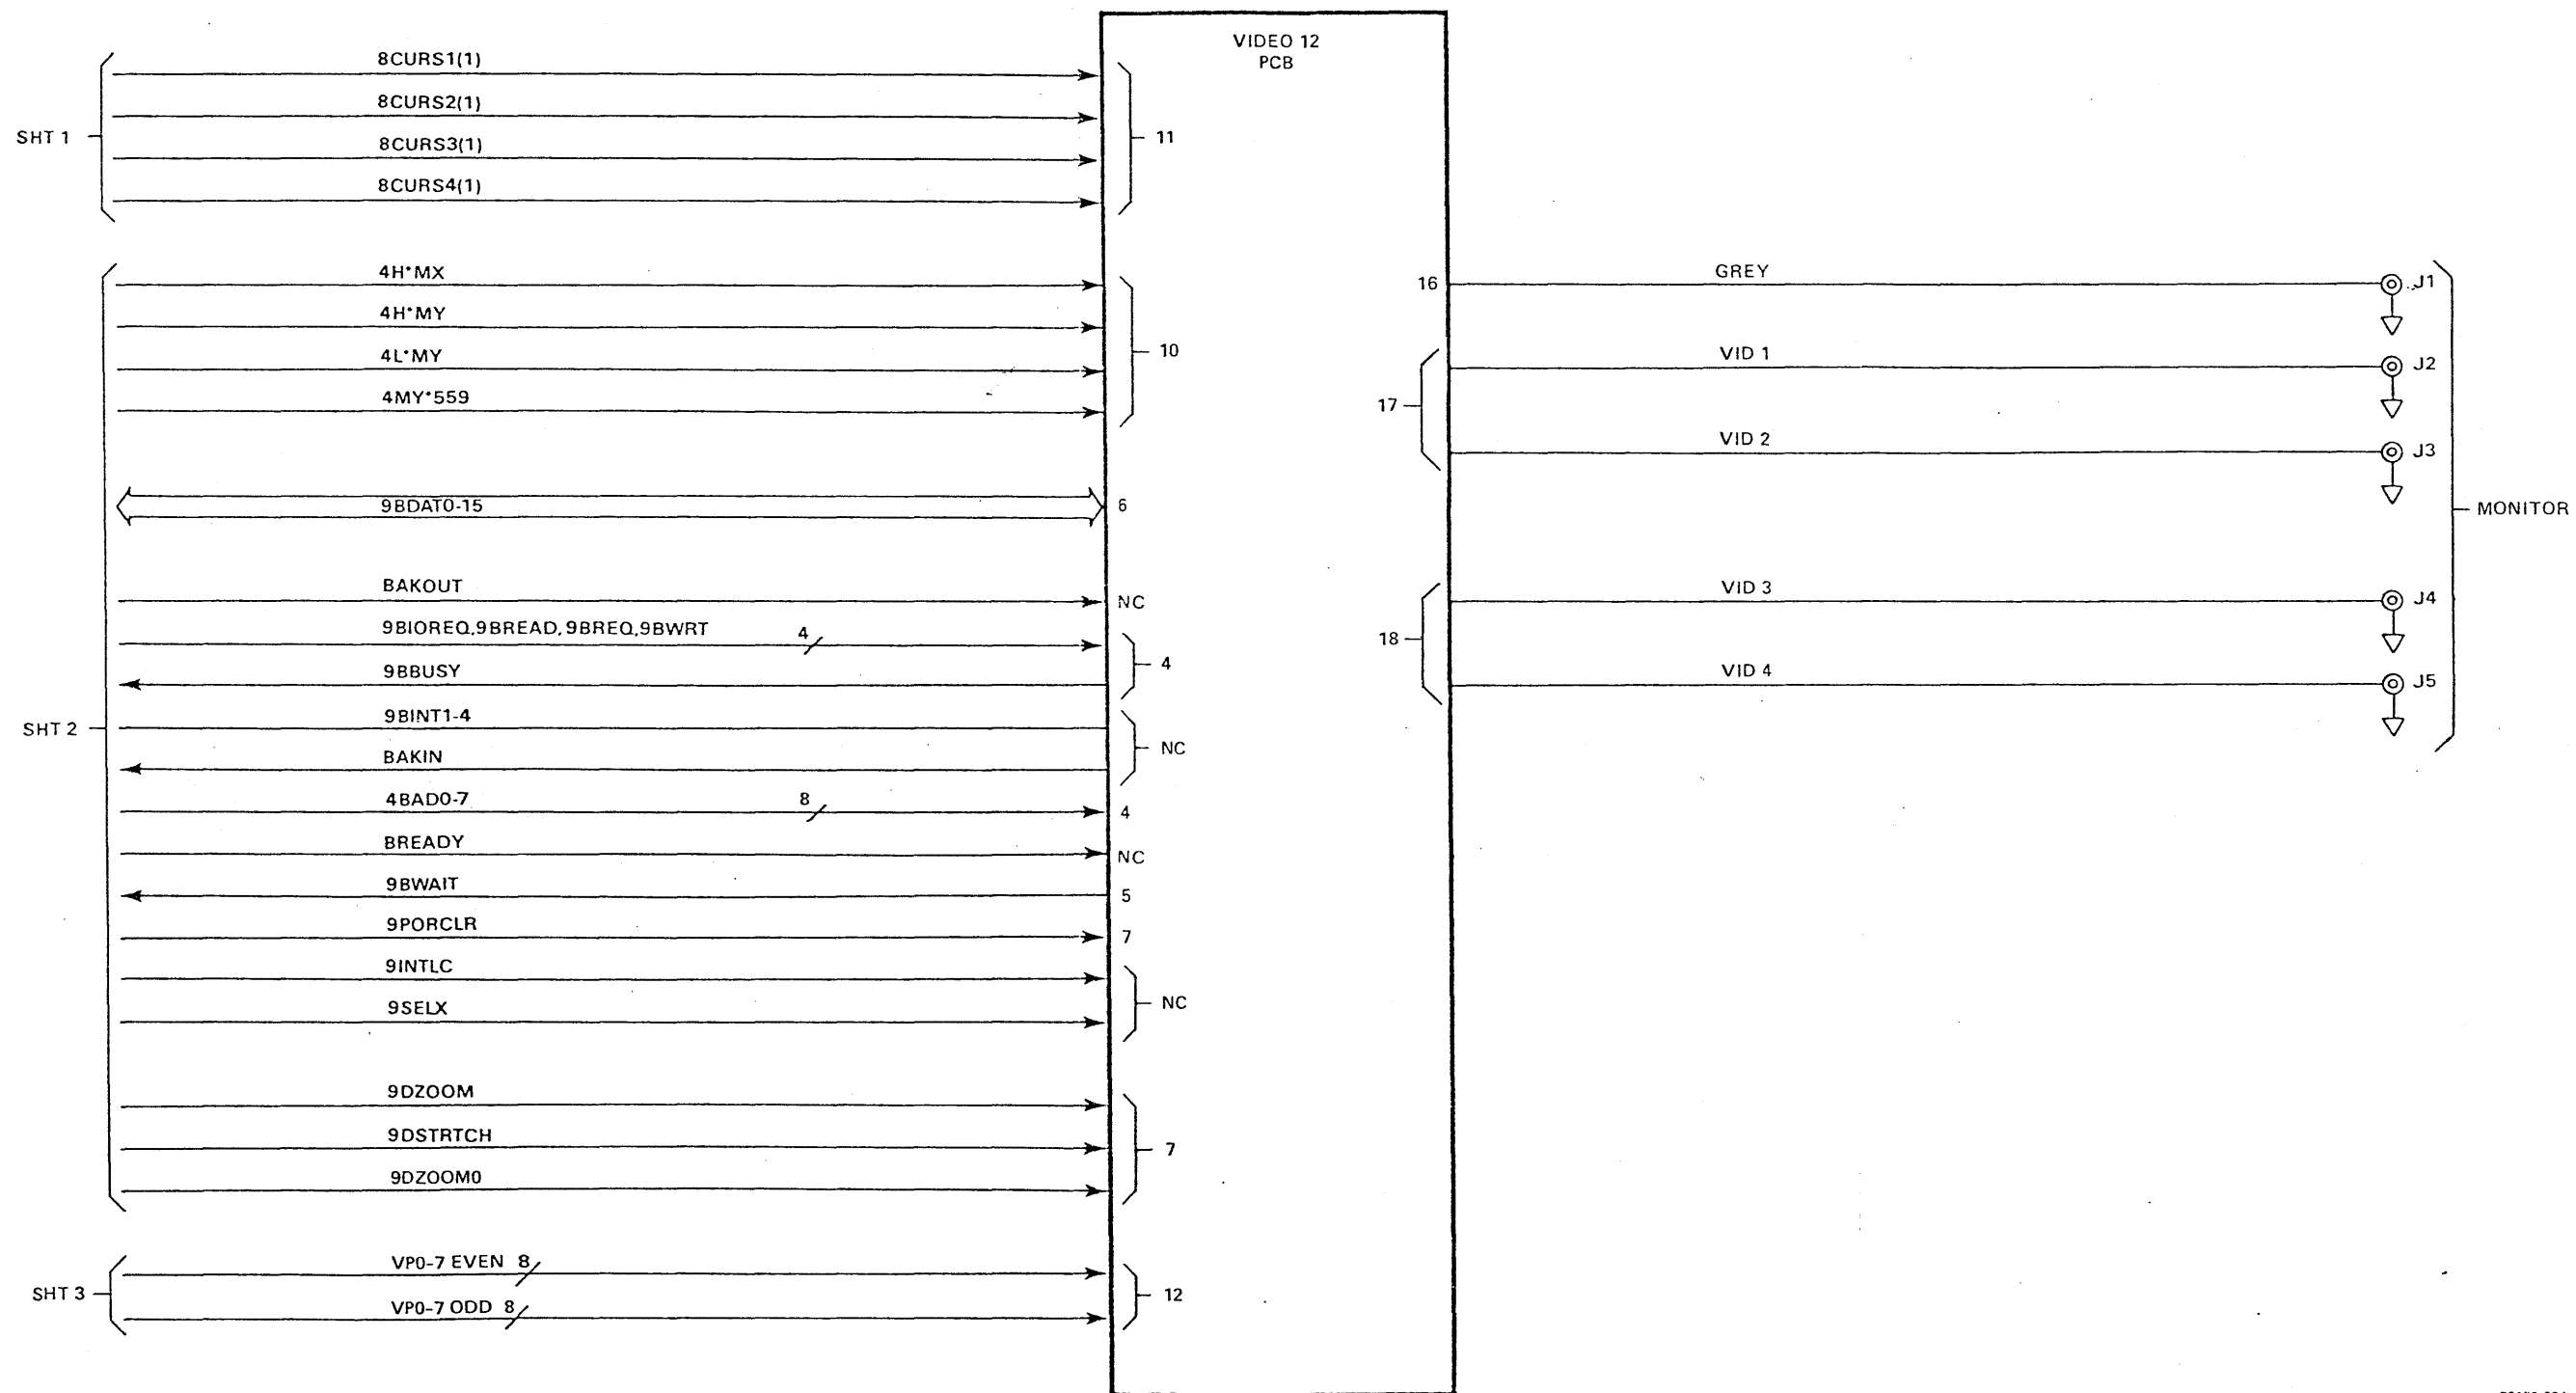 VIDEO 12
PCB
SHT 1
8CURS1(1)
8CURS2(1)
8CURS3(1)
8CURS4(1)
11
SHT 2
4H*MX
4H*MY
4L*MY
4MY*559
10
9BDAT0-15
6
BAKOUT
NC
9BIOREQ,9BREAD,9BREQ,9BWRT 4
9BBUSY
4
9BINT1-4
BAKIN
NC
4BAD0-7 8
4
BREADY
NC
9BWAIT
5
9PORCLR
7
9INTLC
9SELX
NC
9DZOOM
9DSTRTCH
9DZOOM0
7
SHT 3
VP0-7 EVEN 8
VP0-7 ODD 8
12
16
GREY
J1
17
VID 1
J2
VID 2
J3
MONITOR
18
VID 3
J4
VID 4
J5